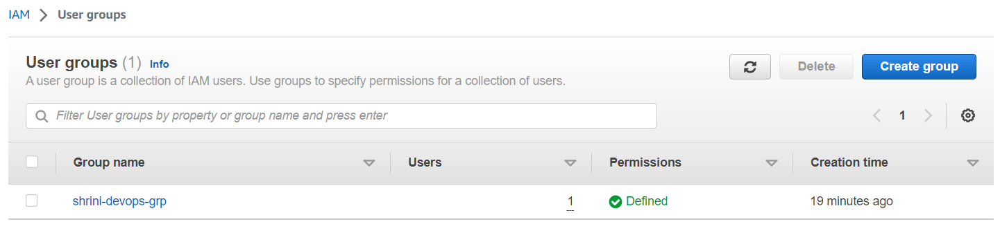 IAM User groups
User groups (1) Info
A user group is a collection of IAM users. Use groups to specify permissions for a collection of users.
Delete
Create group
Filter User groups by property or group name and press enter
1
Group name Users Permissions Creation time
shrini-devops-grp 1 Defined 19 minutes ago